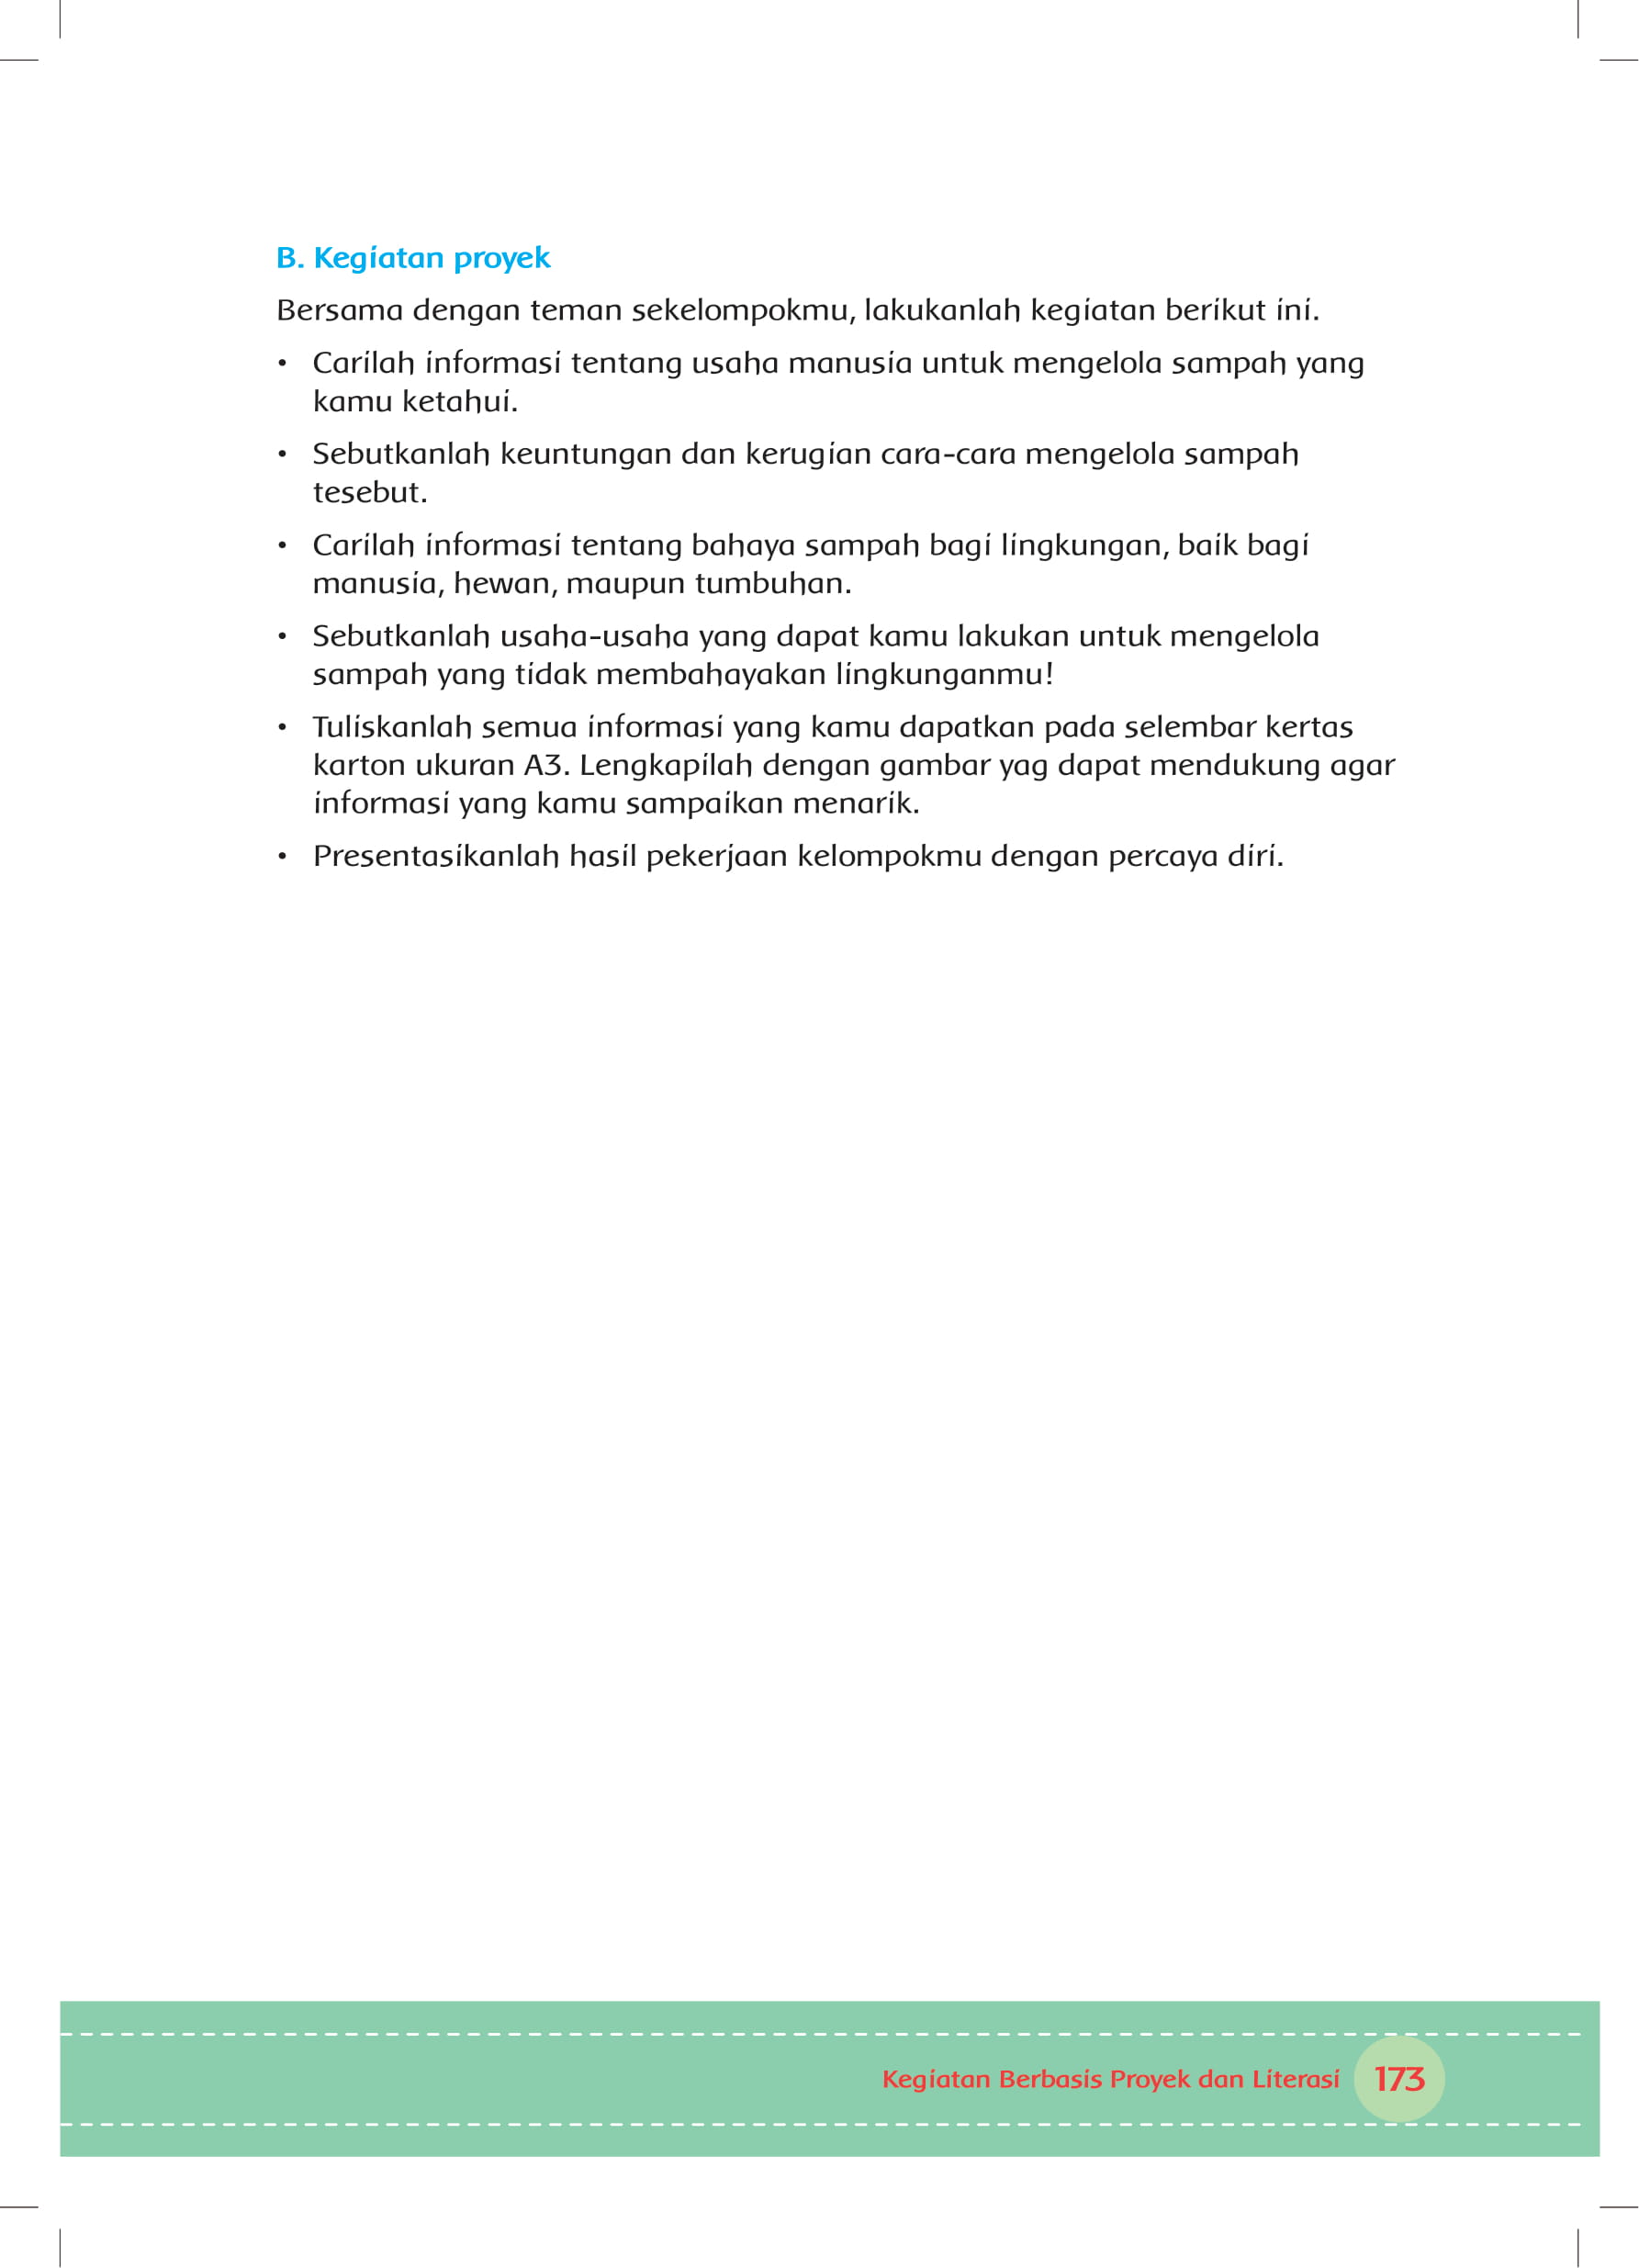 B. Kegiatan proyek
Bersama dengan teman sekelompokmu, lakukanlah kegiatan berikut ini.
• Carilah informasi tentang usaha manusia untuk mengelola sampah yang
kamu ketahui.
• Sebutkanlah keuntungan dan kerugian cara-cara mengelola sampah
tesebut.
• Carilah informasi tentang bahaya sampah bagi lingkungan, baik bagi
manusia, hewan, maupun tumbuhan.
• Sebutkanlah usaha-usaha yang dapat kamu lakukan untuk mengelola
sampah yang tidak membahayakan lingkunganmu!
• Tuliskanlah semua informasi yang kamu dapatkan pada selembar kertas
karton ukuran A3. Lengkapilah dengan gambar yag dapat mendukung agar
informasi yang kamu sampaikan menarik.
• Presentasikanlah hasil pekerjaan kelompokmu dengan percaya diri.
Kegiatan Berbasis Proyek dan Literasi 173